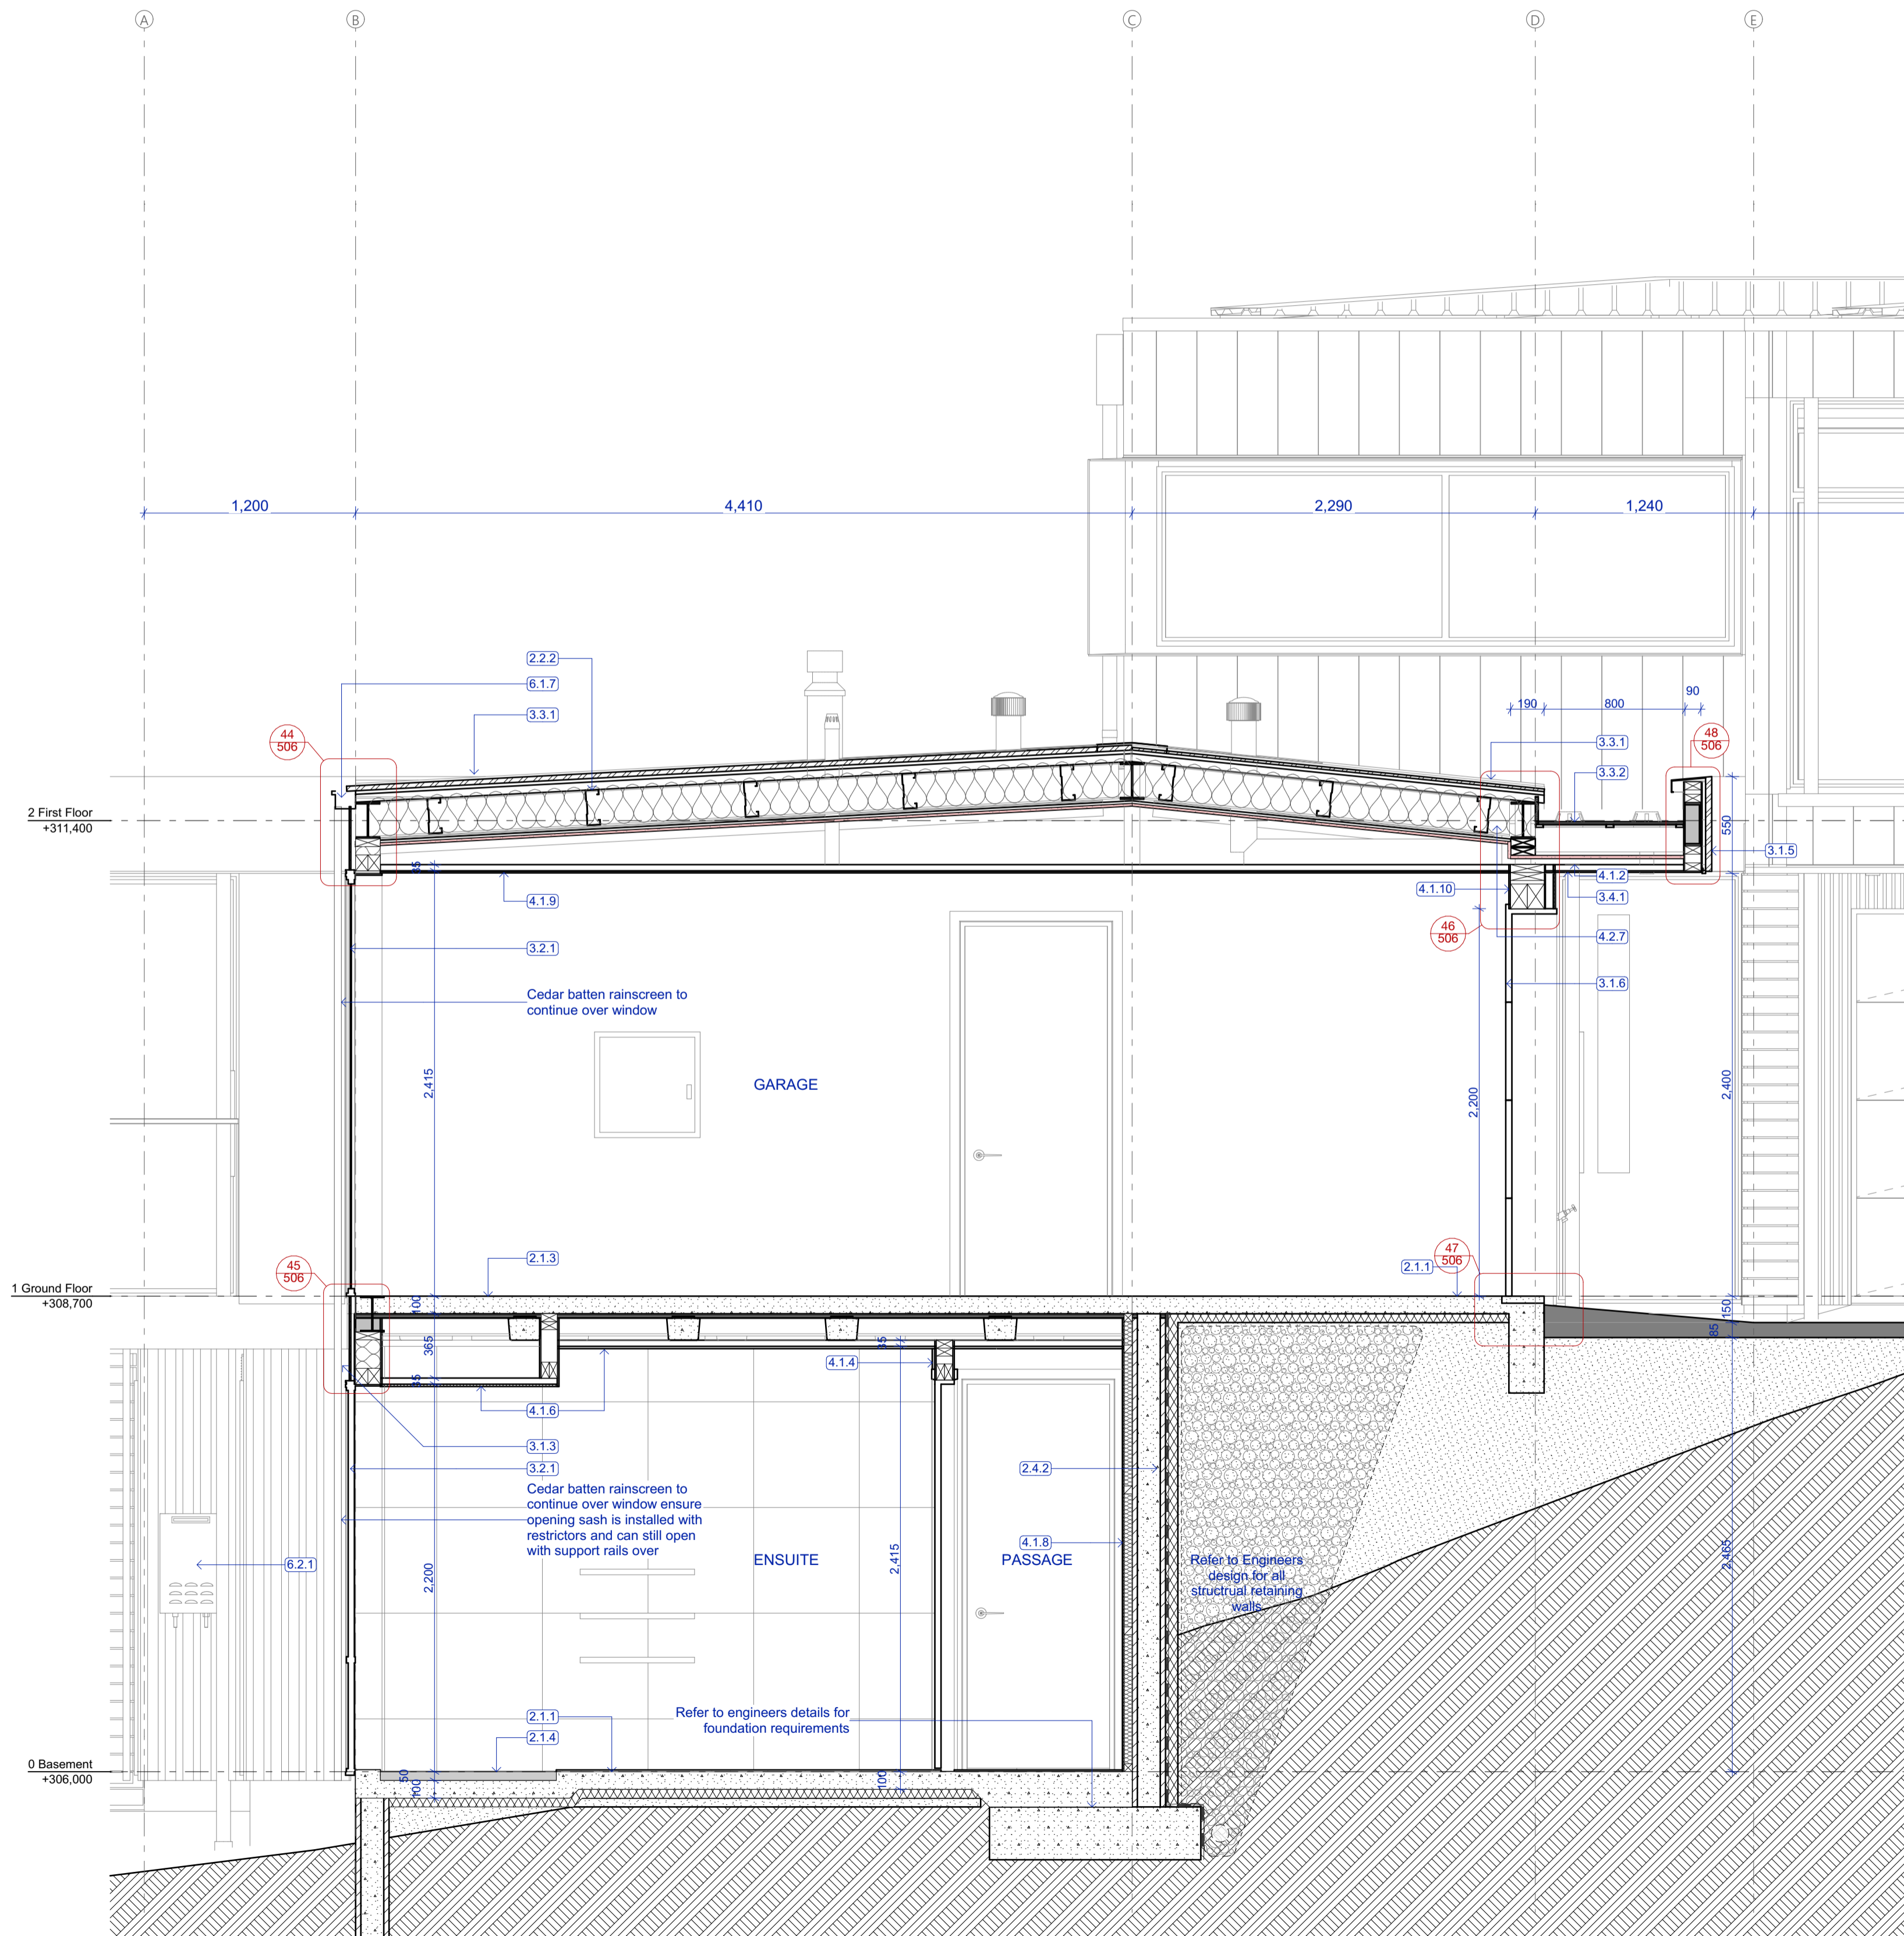 A
B
C
D
E
1,200
4,410
2,290
1,240
2.2.2
6.1.7
3.3.1
44
506
190
800
90
3.3.1
3.3.2
48
506
2 First Floor
+311,400
550
3.1.5
35
4.1.9
4.1.10
4.1.2
3.4.1
46
506
4.2.7
3.2.1
3.1.6
Cedar batten rainscreen to
continue over window
GARAGE
2,415
2,200
2,400
2.1.3
45
506
47
506
2.1.1
1 Ground Floor
+308,700
100
150
85
365
35
35
4.1.4
4.1.6
3.1.3
3.2.1
2.4.2
Cedar batten rainscreen to
continue over window ensure
opening sash is installed with
restrictors and can still open
with support rails over
4.1.8
6.2.1
ENSUITE
PASSAGE
2,200
2,415
2,465
Refer to Engineers
design for all
structrual retaining
walls.
2.1.1
2.1.4
Refer to engineers details for
foundation requirements
0 Basement
+306,000
50
100
100